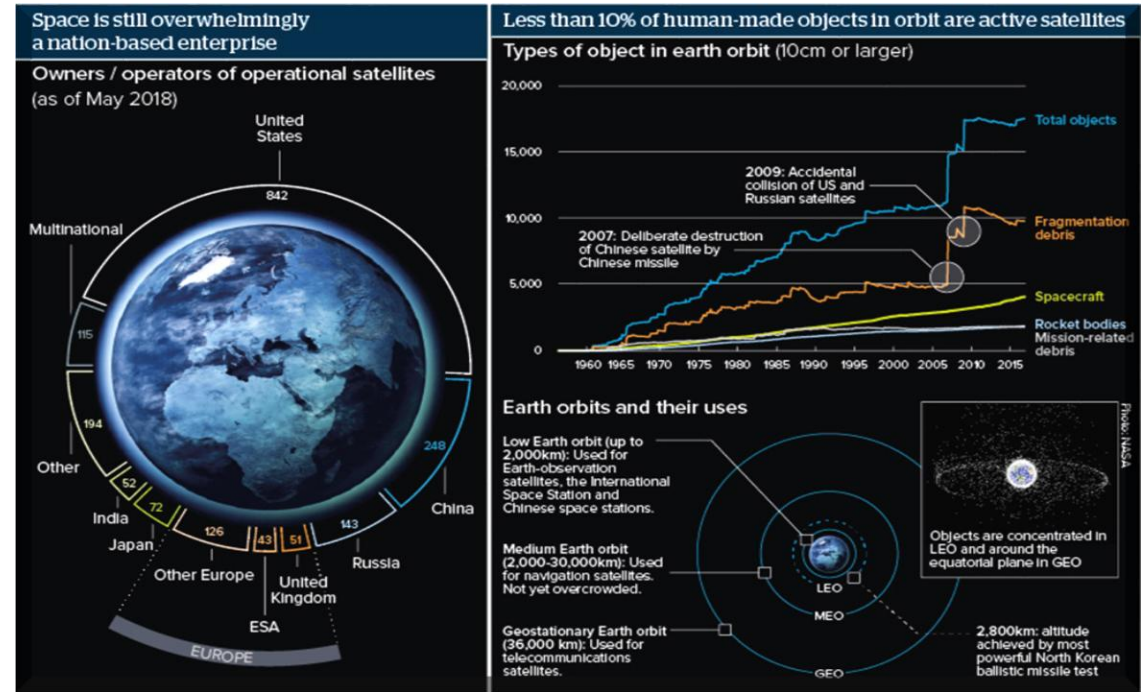 Space is still overwhelmingly
a nation-based enterprise
Owners / operators of operational satellites
(as of May 2018)
United
States
842
Multinational
115
194
Other
52
India
72
Japan
126
Other Europe
43
ESA
51
United
Kingdom
143
Russia
248
China
EUROPE
Less than 10% of human-made objects in orbit are active satellites
Types of object in earth orbit (10cm or larger)
20,000
15,000
10,000
5,000
0
1960 1965 1970 1975 1980 1985 1990 1995 2000 2005 2010 2015
Total objects
2009: Accidental
collision of US and
Russian satellites
Fragmentation
debris
2007: Deliberate destruction
of Chinese satellite by
Chinese missile
Spacecraft
Rocket bodies
Mission-related
debris
Earth orbits and their uses
Low Earth orbit (up to
2,000km): Used for
Earth-observation
satellites, the International
Space Station and
Chinese space stations.
Medium Earth orbit
(2,000-30,000km): Used
for navigation satellites.
Not yet overcrowded.
Geostationary Earth orbit
(36,000 km): Used for
telecommunications
satellites.
LEO
MEO
GEO
Objects are concentrated in
LEO and around the
equatorial plane in GEO
Photo: NASA
2,800km: altitude
achieved by most
powerful North Korean
ballistic missile test